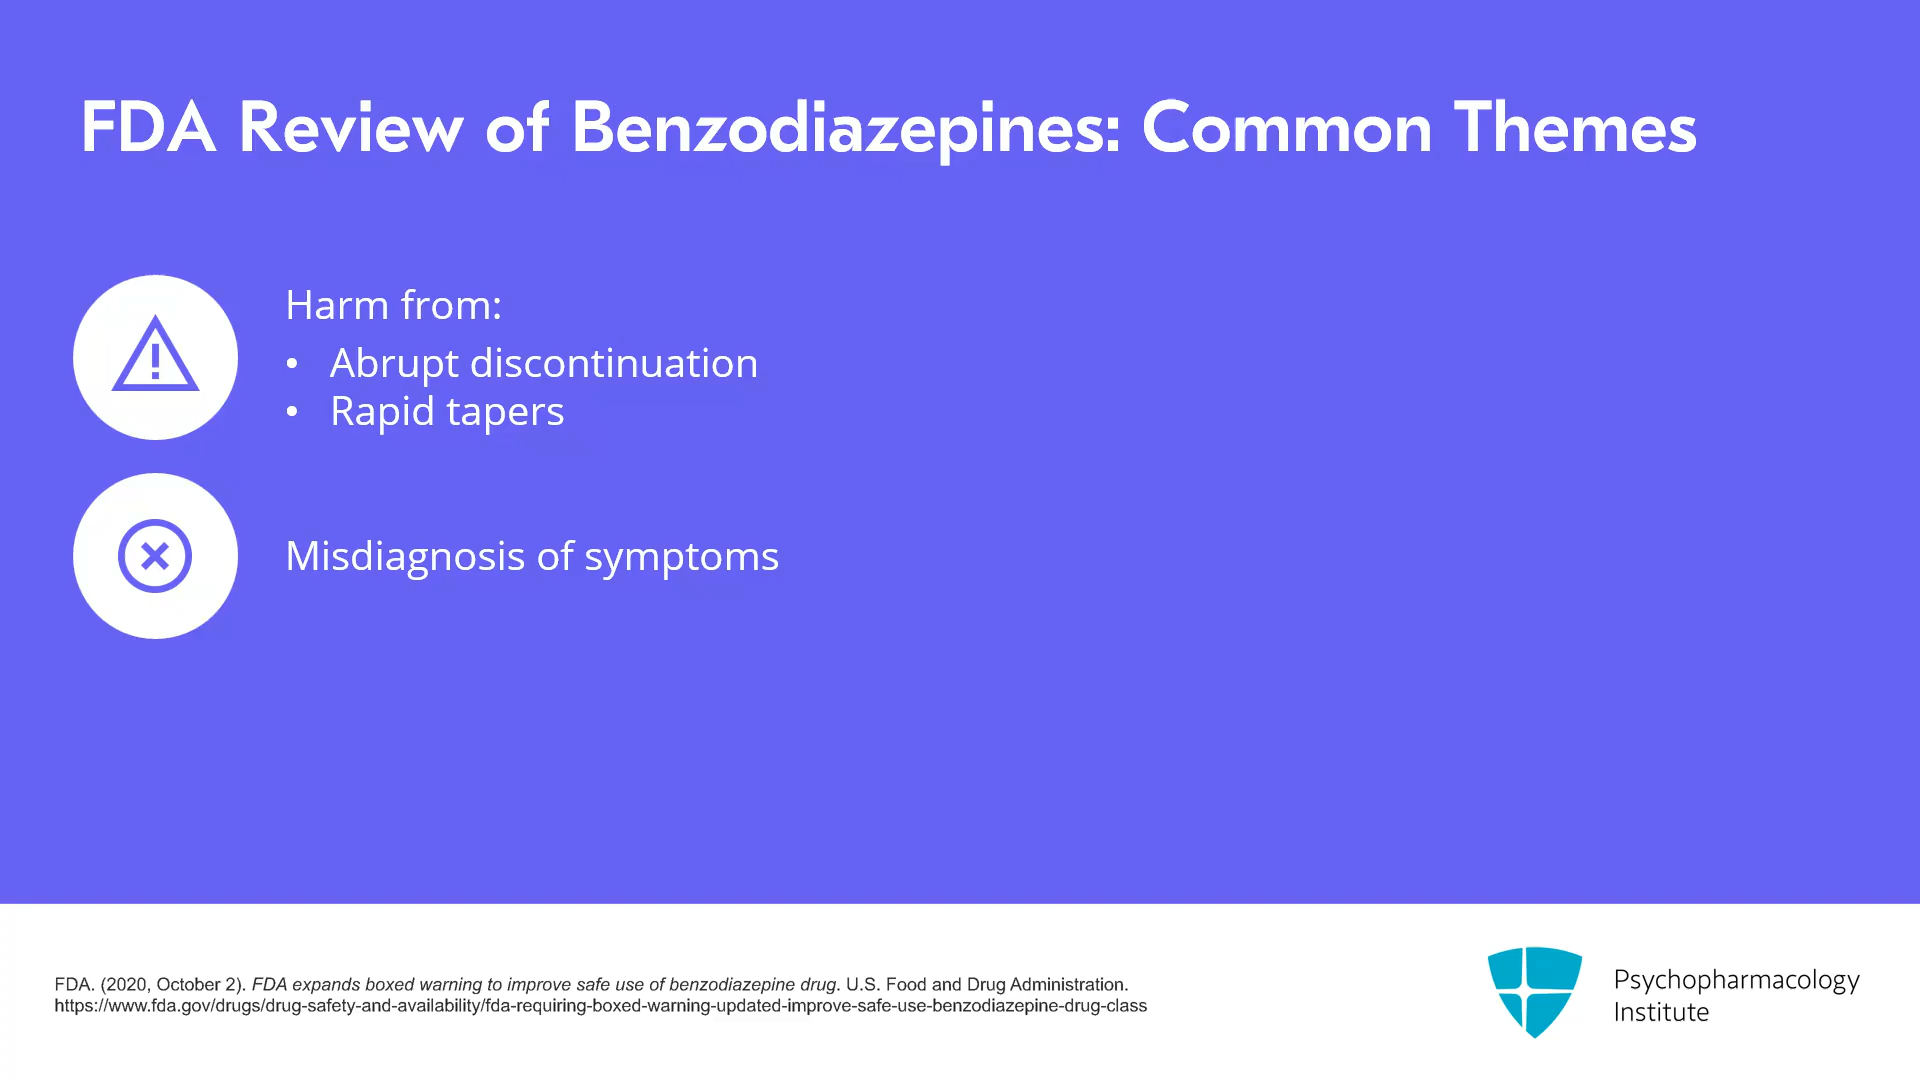 FDA Review of Benzodiazepines: Common Themes
Harm from:
• Abrupt discontinuation
• Rapid tapers
Misdiagnosis of symptoms
FDA. (2020, October 2). FDA expands boxed warning to improve safe use of benzodiazepine drug. U.S. Food and Drug Administration.
https://www.fda.gov/drugs/drug-safety-and-availability/fda-requiring-boxed-warning-updated-improve-safe-use-benzodiazepine-drug-class
Psychopharmacology
Institute